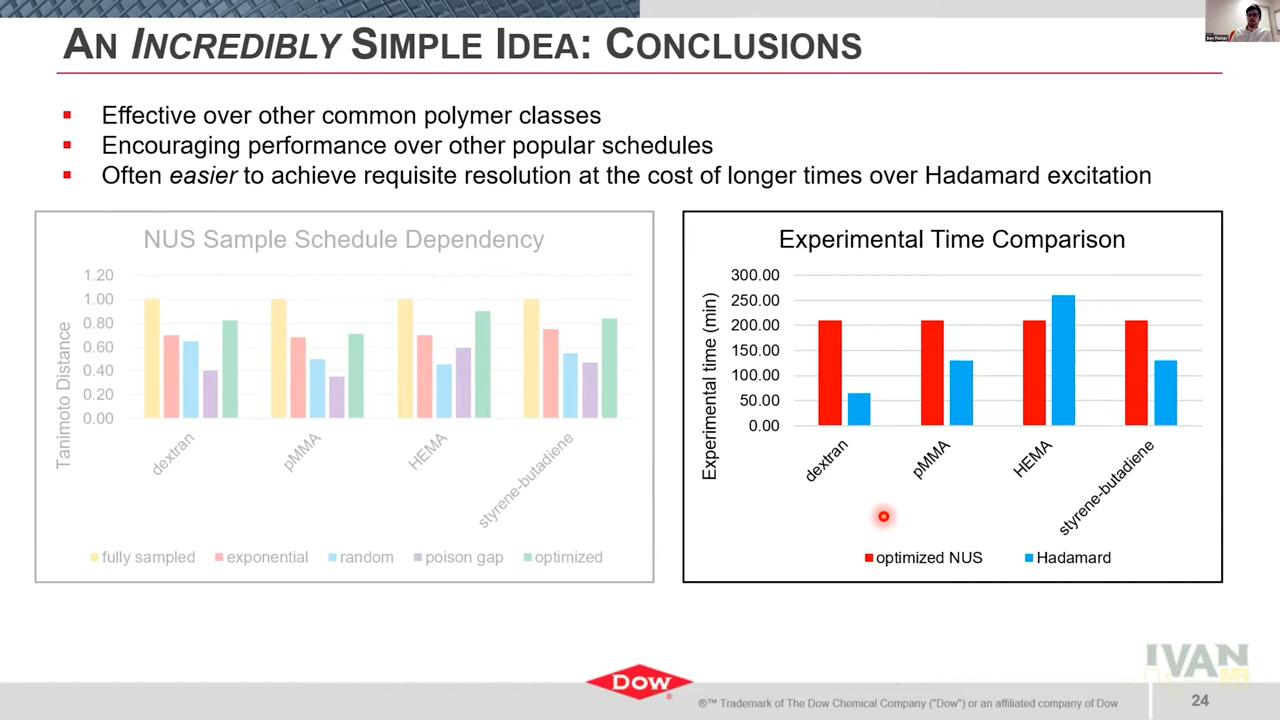 AN INCREDIBLY SIMPLE IDEA: CONCLUSIONS
Effective over other common polymer classes
Encouraging performance over other popular schedules
Often easier to achieve requisite resolution at the cost of longer times over Hadamard excitation
NUS Sample Schedule Dependency
Tanimoto Distance
1.20
1.00
0.80
0.60
0.40
0.20
0.00
dextran
pMMA
HEMA
styrene-butadiene
fully sampled
exponential
random
poison gap
optimized
Experimental Time Comparison
Experimental time (min)
300.00
250.00
200.00
150.00
100.00
50.00
0.00
dextran
pMMA
HEMA
styrene-butadiene
optimized NUS
Hadamard
Dow
®™ Trademark of The Dow Chemical Company ("Dow") or an affiliated company of Dow
IVAN
24